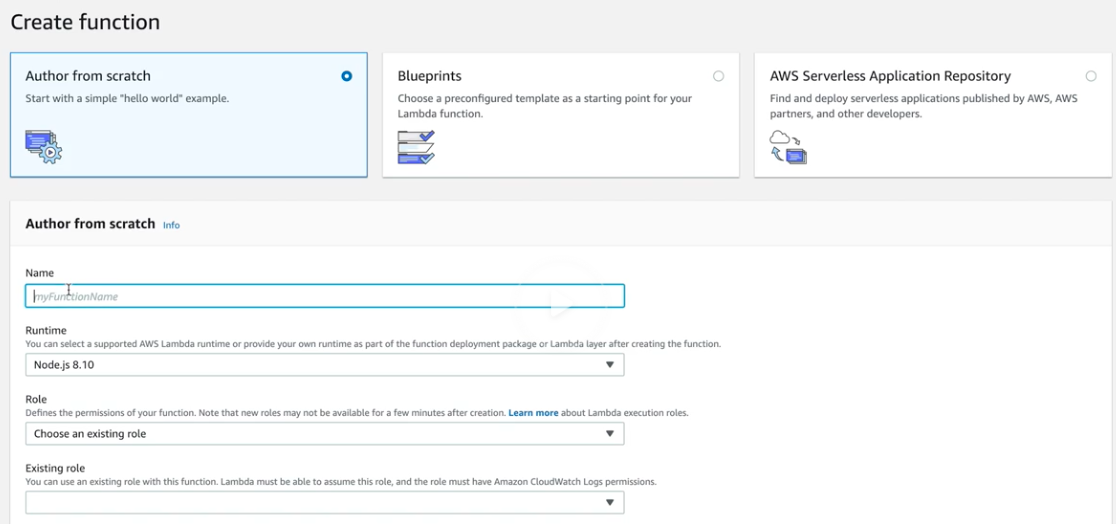 Create function
Author from scratch
Start with a simple "hello world" example.
Blueprints
Choose a preconfigured template as a starting point for your
Lambda function.
AWS Serverless Application Repository
Find and deploy serverless applications published by AWS, AWS
partners, and other developers.
Author from scratch Info
Name
myFunctionName
Runtime
You can select a supported AWS Lambda runtime or provide your own runtime as part of the function deployment package or Lambda layer after creating the function.
Node.js 8.10
Role
Defines the permissions of your function. Note that new roles may not be available for a few minutes after creation. Learn more about Lambda execution roles.
Choose an existing role
Existing role
You can use an existing role with this function. Lambda must be able to assume this role, and the role must have Amazon CloudWatch Logs permissions.